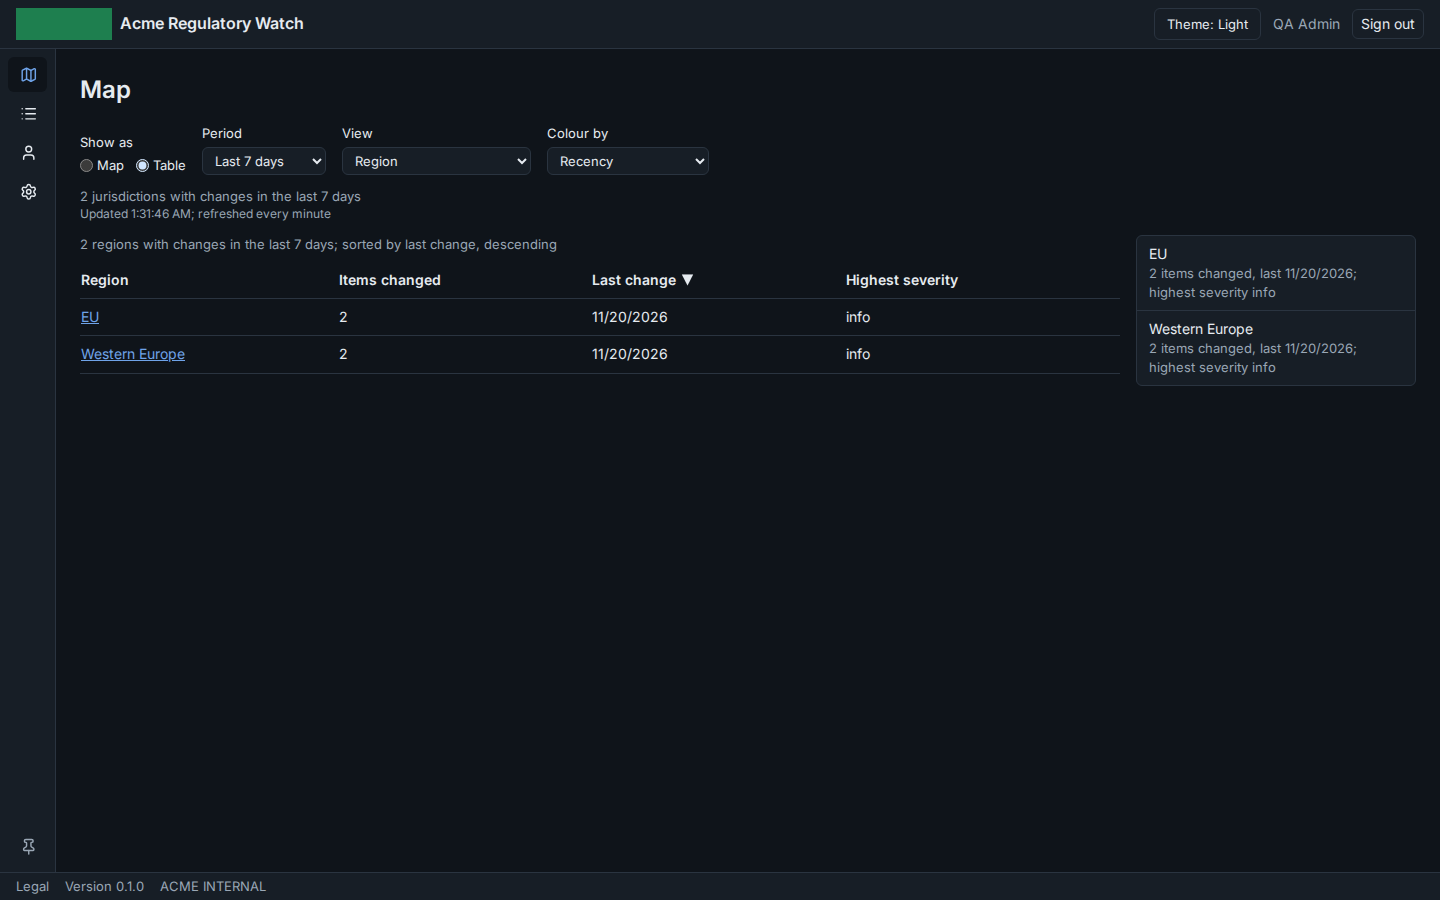 Acme Regulatory Watch
Theme: Light
QA Admin
Sign out
Map
Show as
Map
Table
Period
Last 7 days
View
Region
Colour by
Recency
2 jurisdictions with changes in the last 7 days
Updated 1:31:46 AM; refreshed every minute
2 regions with changes in the last 7 days; sorted by last change, descending
Region Items changed Last change ▼ Highest severity
EU 2 11/20/2026 info
Western Europe 2 11/20/2026 info
EU
2 items changed, last 11/20/2026;
highest severity info
Western Europe
2 items changed, last 11/20/2026;
highest severity info
Legal
Version 0.1.0
ACME INTERNAL